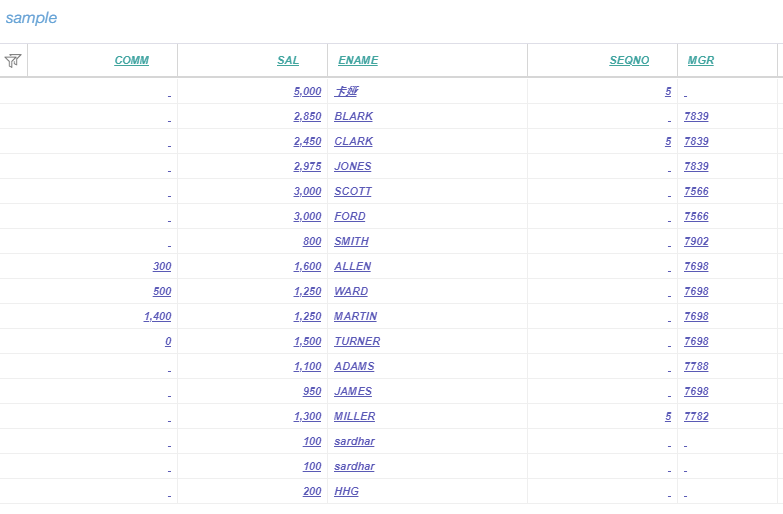 sample
COMM SAL ENAME SEQNO MGR
- 5,000 卡娅 5 -
- 2,850 BLARK - 7839
- 2,450 CLARK 5 7839
- 2,975 JONES - 7839
- 3,000 SCOTT - 7566
- 3,000 FORD - 7566
- 800 SMITH - 7902
300 1,600 ALLEN - 7698
500 1,250 WARD - 7698
1,400 1,250 MARTIN - 7698
0 1,500 TURNER - 7698
- 1,100 ADAMS - 7788
- 950 JAMES - 7698
- 1,300 MILLER 5 7782
- 100 sardhar - -
- 100 sardhar - -
- 200 HHG - -